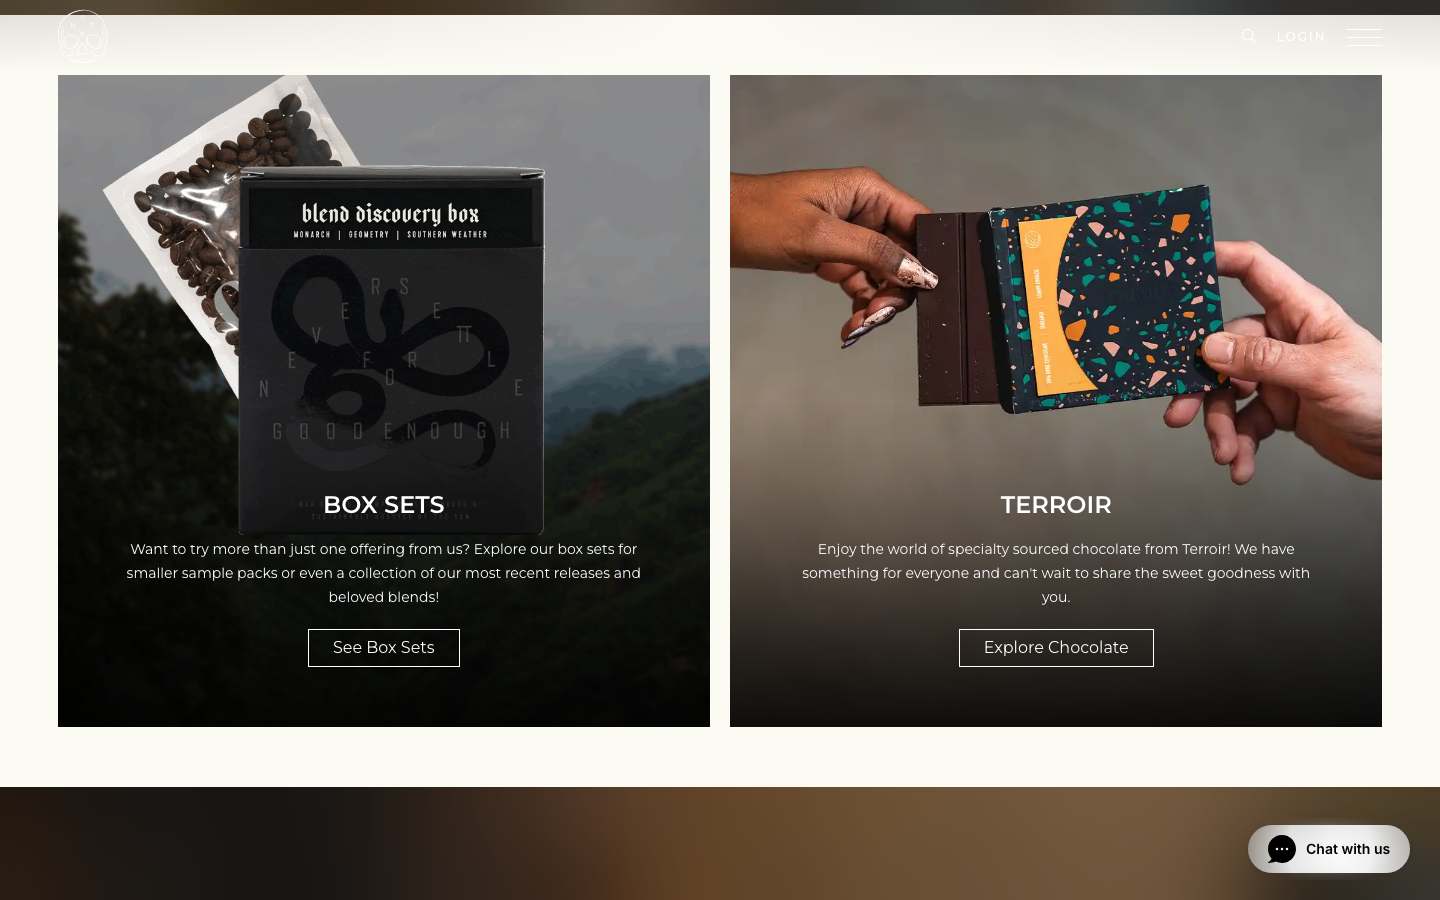 LOGIN
blend discovery box
MONARCH | GEOMETRY | SOUTHERN WEATHER
NEVERSETTLE
FOR
GOODENOUGH
BOX SETS
Want to try more than just one offering from us? Explore our box sets for
smaller sample packs or even a collection of our most recent releases and
beloved blends!
See Box Sets
TERROIR
Enjoy the world of specialty sourced chocolate from Terroir! We have
something for everyone and can't wait to share the sweet goodness with
you.
Explore Chocolate
Chat with us